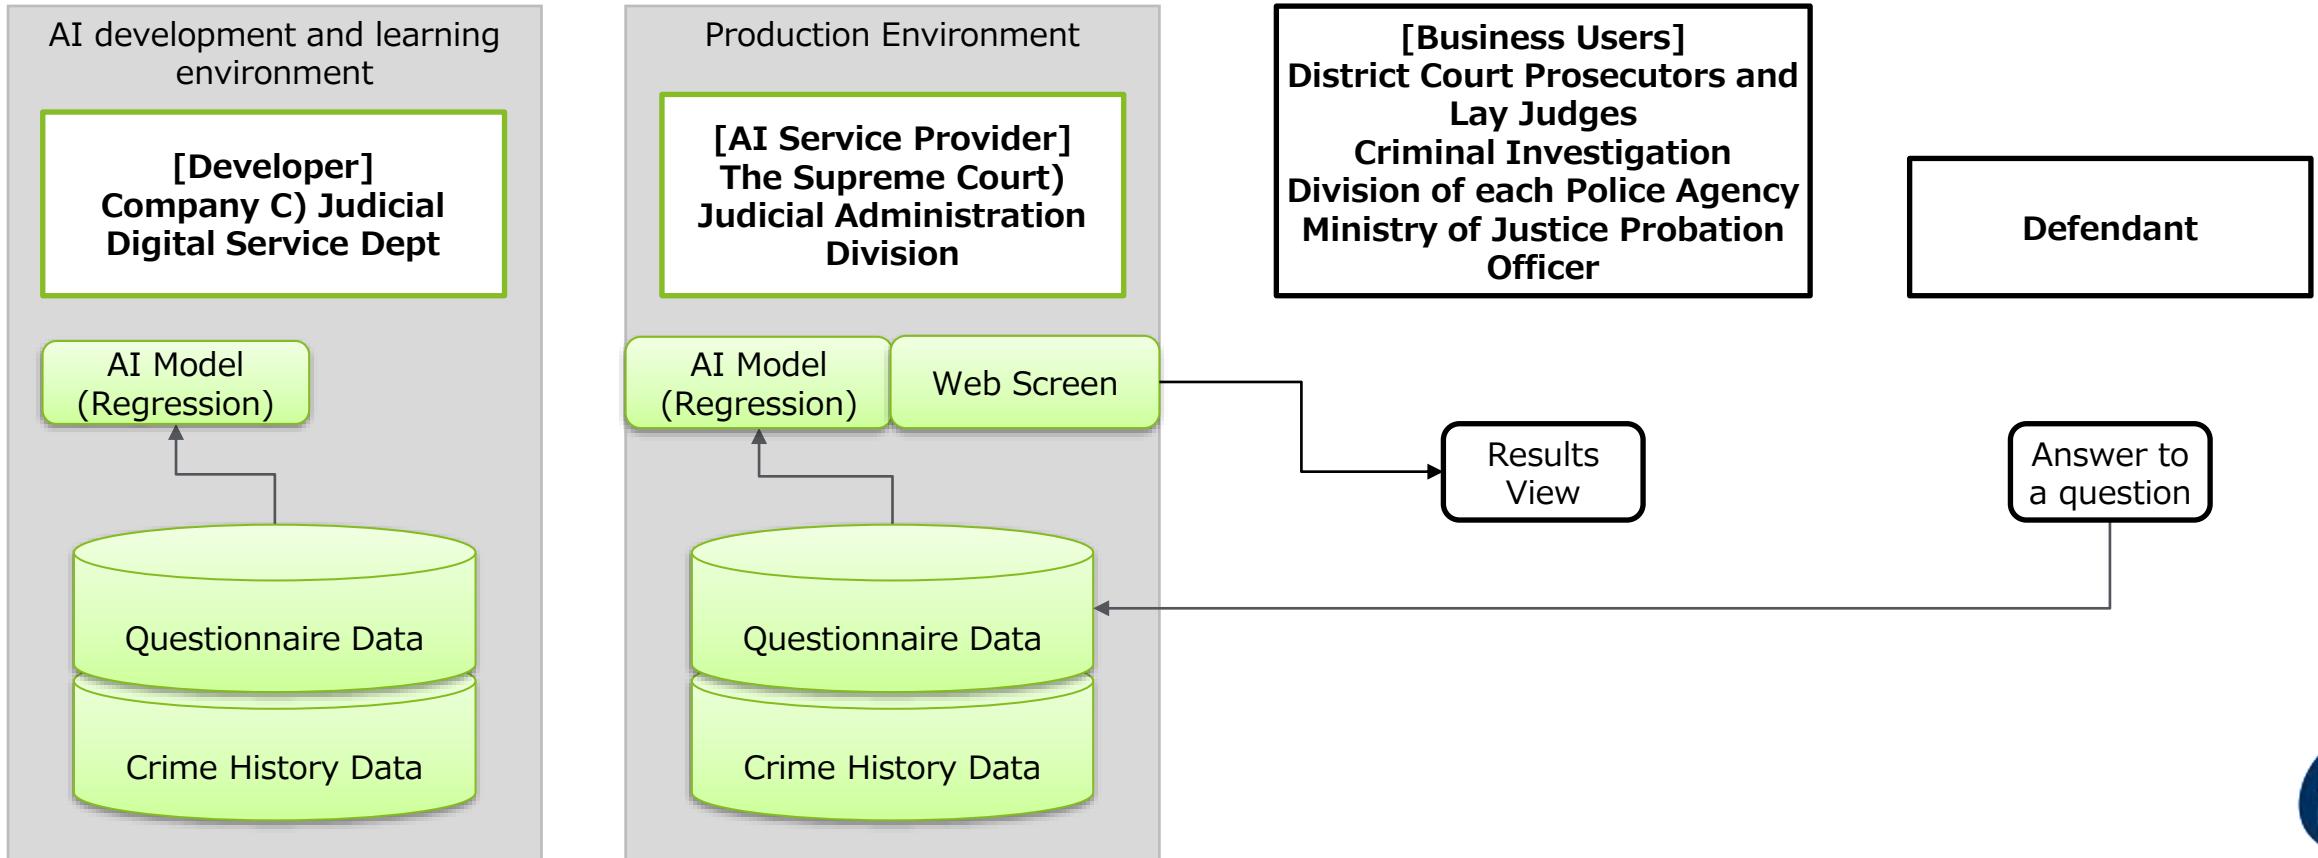 AI development and learning
environment
[Developer]
Company C) Judicial
Digital Service Dept
AI Model
(Regression)
Questionnaire Data
Crime History Data
Production Environment
[AI Service Provider]
The Supreme Court)
Judicial Administration
Division
AI Model
(Regression)
Web Screen
Questionnaire Data
Crime History Data
[Business Users]
District Court Prosecutors and
Lay Judges
Criminal Investigation
Division of each Police Agency
Ministry of Justice Probation
Officer
Results
View
Defendant
Answer to
a question